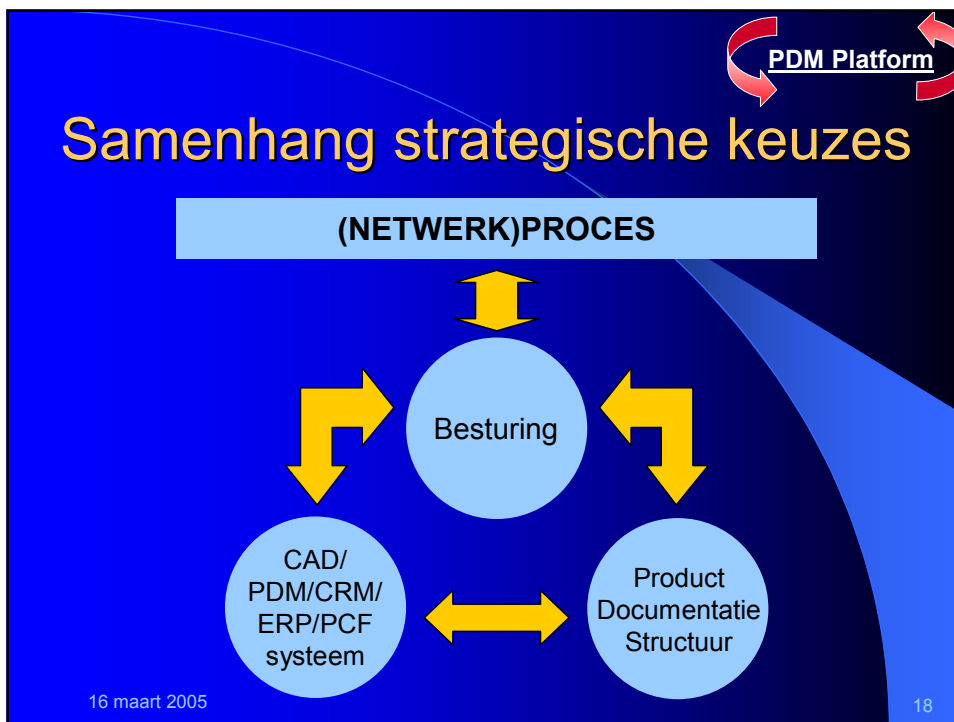 PDM Platform
Samenhang strategische keuzes
(NETWERK)PROCES
Besturing
CAD/
PDM/CRM/
ERP/PCF
systeem
Product
Documentatie
Structuur
16 maart 2005
18